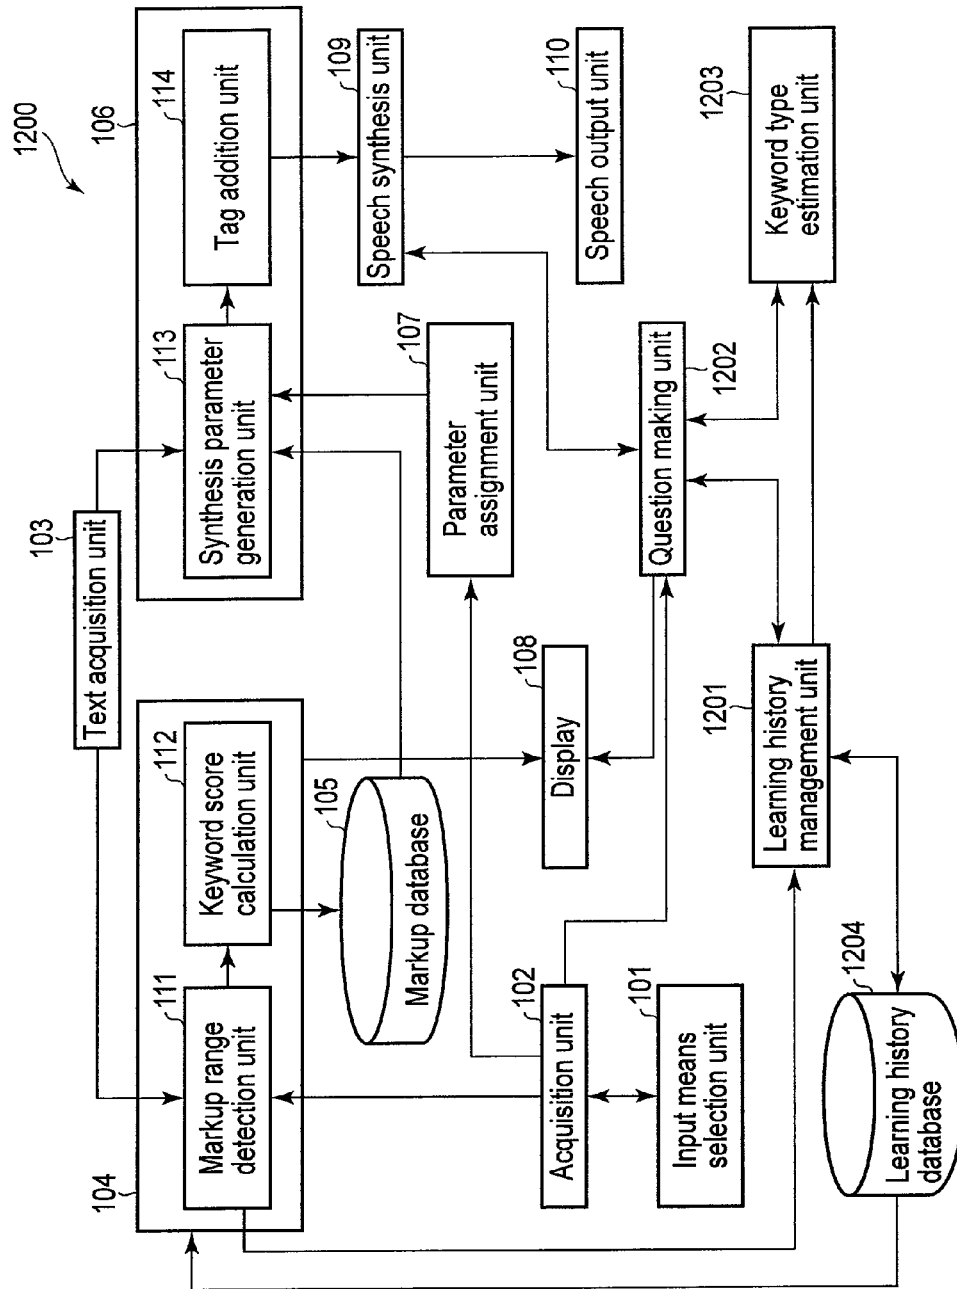 1200
103
Text acquisition unit
104
111
Markup range
detection unit
112
Keyword score
calculation unit
106
113
Synthesis parameter
generation unit
114
Tag addition unit
105
Markup database
107
Parameter
assignment unit
109
Speech synthesis unit
102
Acquisition unit
108
Display
110
Speech output unit
101
Input means
selection unit
Question making unit
1202
1201
Learning history
management unit
1203
Keyword type
estimation unit
1204
Learning history
database